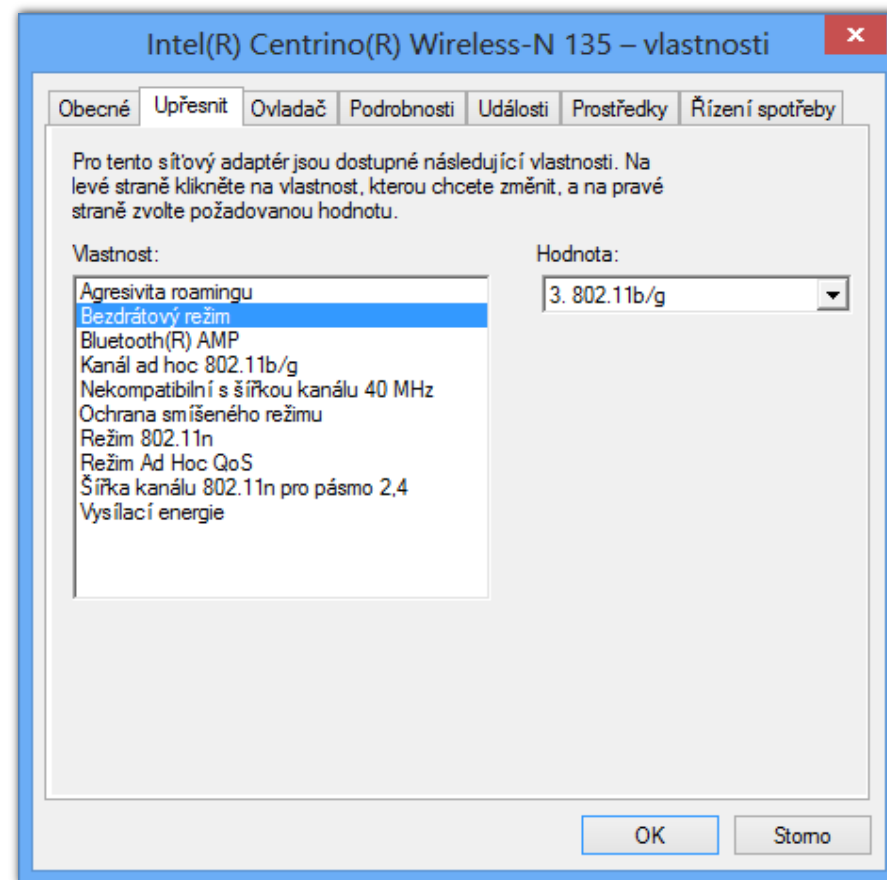 Intel(R) Centrino(R) Wireless-N 135 – vlastnosti
x
Obecné Upřesnit Ovladač Podrobnosti Události Prostředky Řízení spotřeby
Pro tento síťový adaptér jsou dostupné následující vlastnosti. Na
levé straně klikněte na vlastnost, kterou chcete změnit, a na pravé
straně zvolte požadovanou hodnotu.
Vlastnost: Hodnota:
Agresivita roamingu 3. 802.11b/g
Bezdrátový režim
Bluetooth(R) AMP
Kanál ad hoc 802.11b/g
Nekompatibilní s šířkou kanálu 40 MHz
Ochrana smíšeného režimu
Režim 802.11n
Režim Ad Hoc QoS
Šířka kanálu 802.11n pro pásmo 2,4
Vysílací energie
OK Storno